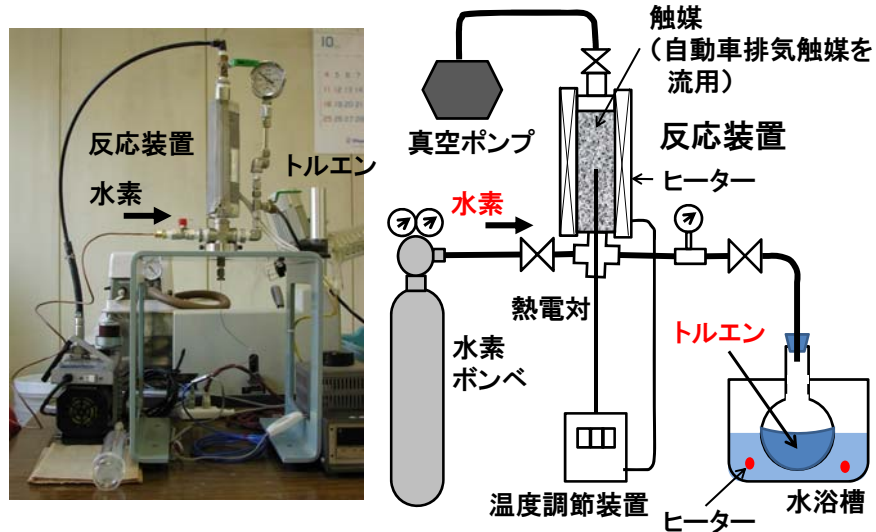 反応装置
水素
トルエン
10
触媒
(自動車排気触媒を
流用)
真空ポンプ
反応装置
ヒーター
水素
熱電対
水素
ボンベ
トルエン
温度調節装置
ヒーター
水浴槽